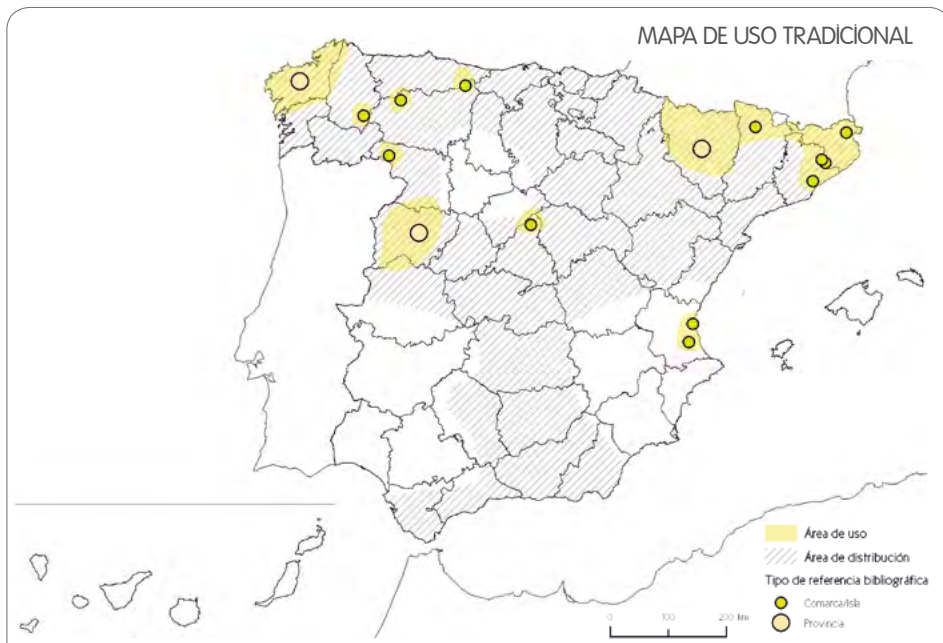 MAPA DE USO TRADICIONAL
Área de uso
Área de distribución
Tipo de referencia bibliográfica
Comarca/Isla
Provincia
0 100 200 km